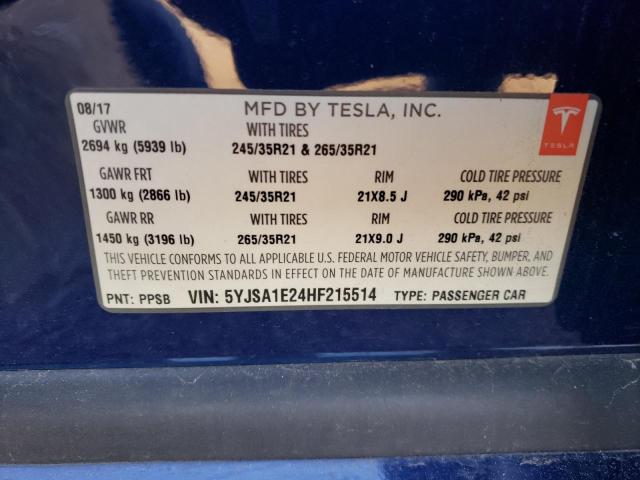 08/17 MFD BY TESLA, INC.
GVWR WITH TIRES
2694 kg (5939 lb) 245/35R21 & 265/35R21
TESLA
GAWR FRT WITH TIRES RIM COLD TIRE PRESSURE
1300 kg (2866 lb) 245/35R21 21X8.5 J 290 kPa, 42 psi
GAWR RR WITH TIRES RIM COLD TIRE PRESSURE
1450 kg (3196 lb) 265/35R21 21X9.0 J 290 kPa, 42 psi
THIS VEHICLE CONFORMS TO ALL APPLICABLE U.S. FEDERAL MOTOR VEHICLE SAFETY, BUMPER, AND
THEFT PREVENTION STANDARDS IN EFFECT ON THE DATE OF MANUFACTURE SHOWN ABOVE.
PNT: PPSB VIN: 5YJSA1E24HF215514 TYPE: PASSENGER CAR